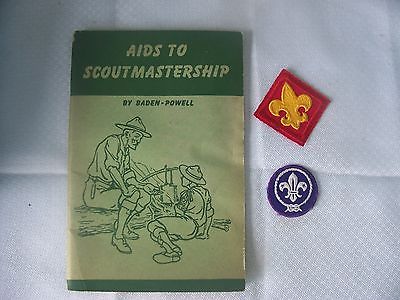 AIDS TO
SCOUTMASTERSHIP
BY BADEN-POWELL